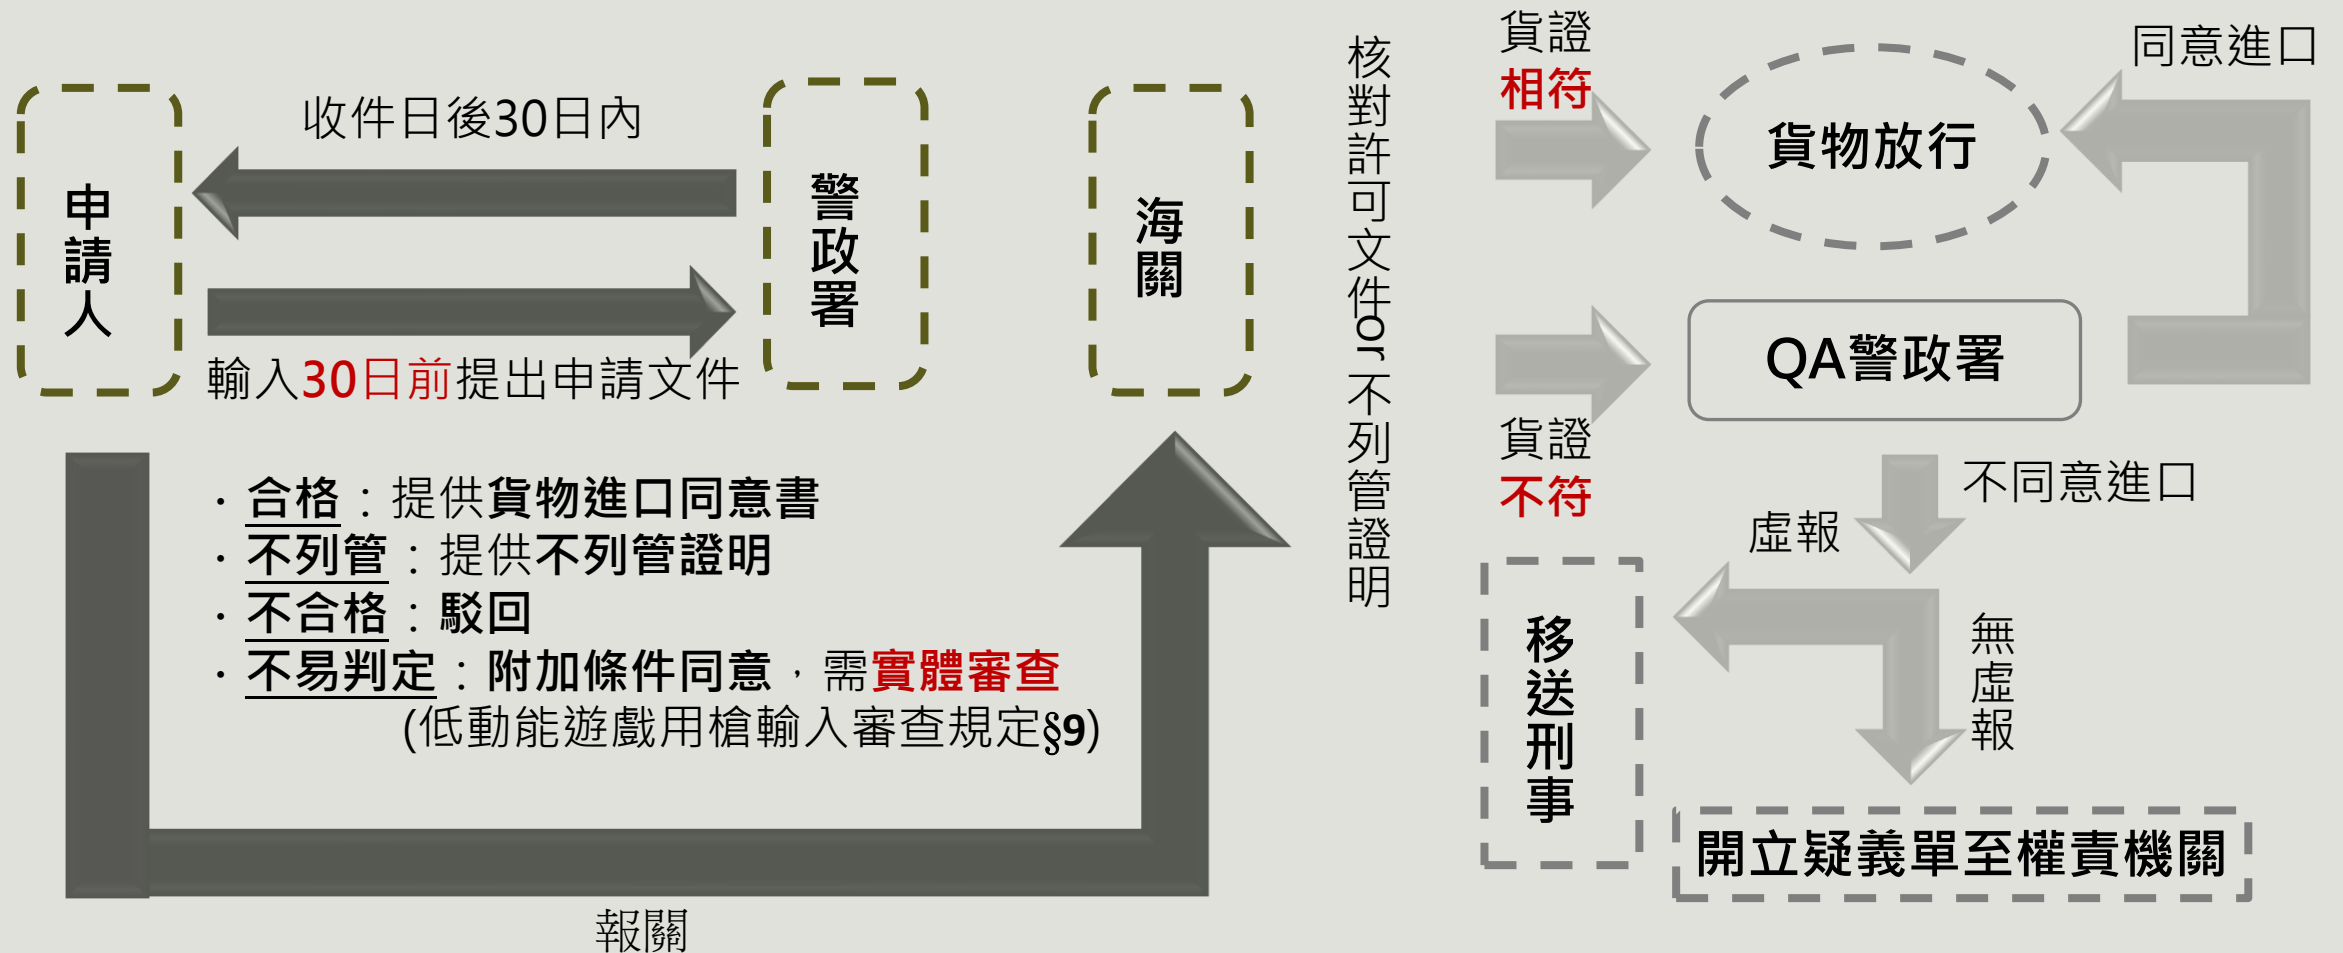 申請人
收件日後30日內
輸入30日前提出申請文件
警政署
海關
・合格：提供貨物進口同意書
・不列管：提供不列管證明
・不合格：駁回
・不易判定：附加條件同意，需實體審查
(低動能遊戲用槍輸入審查規定§9)
報關
核對許可文件or不列管證明
貨證
相符
貨物放行
同意進口
QA警政署
貨證
不符
不同意進口
虛報
無虛報
移送刑事
開立疑義單至權責機關